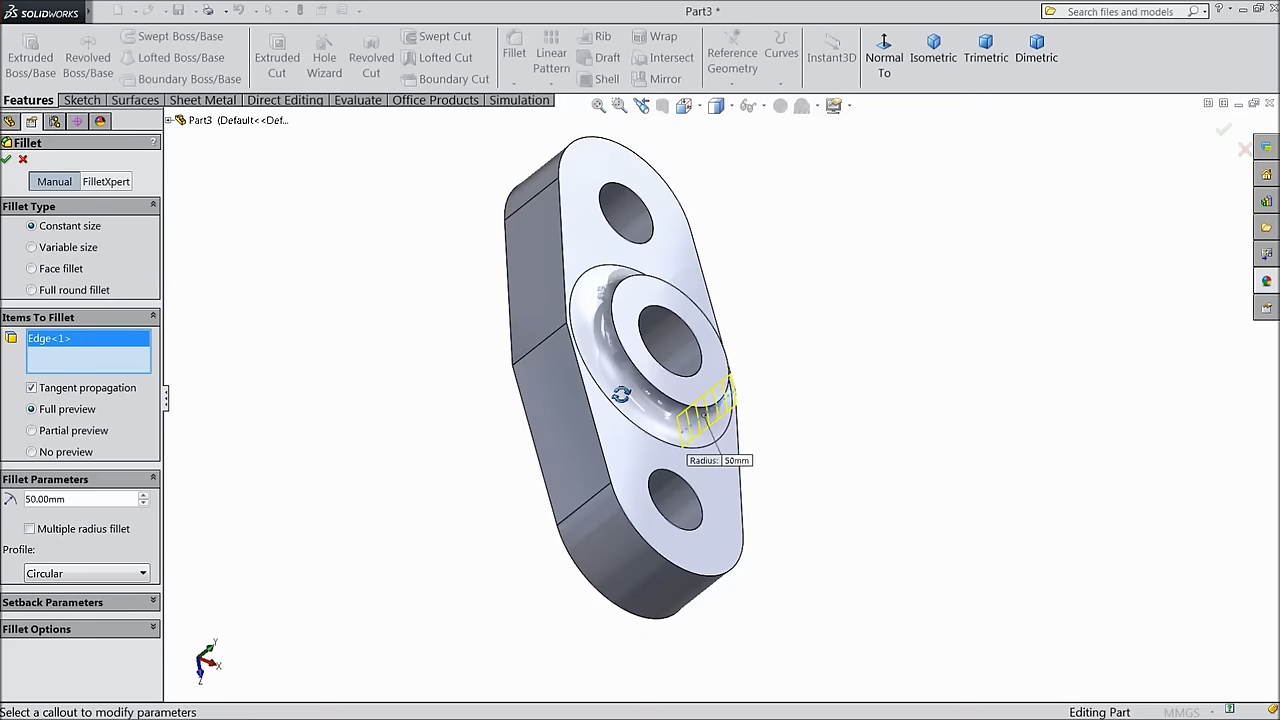 SOLIDWORKS
Part3 *
Search files and models
Extruded Boss/Base
Revolved Boss/Base
Swept Boss/Base
Lofted Boss/Base
Boundary Boss/Base
Extruded Cut
Hole Wizard
Revolved Cut
Swept Cut
Lofted Cut
Boundary Cut
Fillet
Linear Pattern
Rib
Draft
Shell
Wrap
Intersect
Mirror
Reference Geometry
Curves
Instant3D
Normal To
Isometric
Trimetric
Dimetric
Features
Sketch
Surfaces
Sheet Metal
Direct Editing
Evaluate
Office Products
Simulation
Part3 (Default<<Def...
Fillet
?
Manual
FilletXpert
Fillet Type
Constant size
Variable size
Face fillet
Full round fillet
Items To Fillet
Edge<1>
Tangent propagation
Full preview
Partial preview
No preview
Fillet Parameters
50.00mm
Multiple radius fillet
Profile:
Circular
Setback Parameters
Fillet Options
Radius: 50mm
Y
X
Z
Select a callout to modify parameters
Editing Part
MMGS